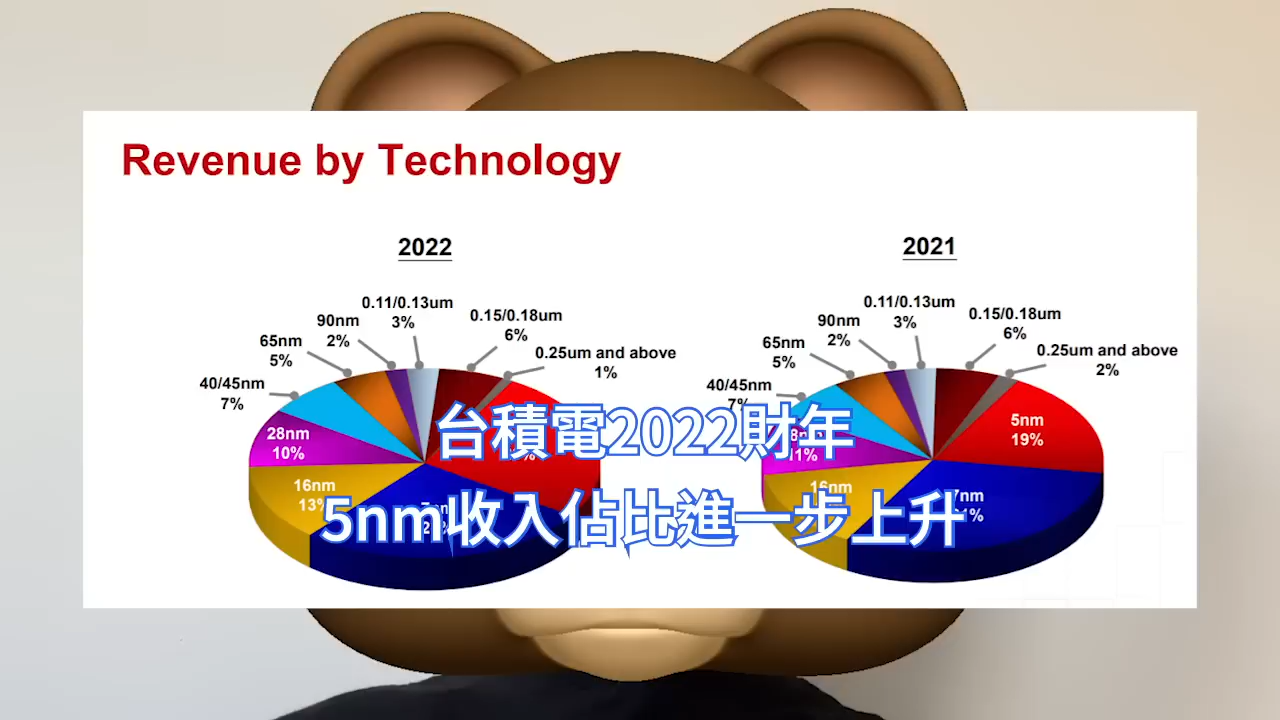 Revenue by Technology
2022
0.11/0.13um
3%
0.15/0.18um
6%
90nm
2%
65nm
5%
0.25um and above
1%
40/45nm
7%
28nm
10%
16nm
2021
0.11/0.13um
3%
0.15/0.18um
6%
90nm
2%
65nm
5%
0.25um and above
2%
40/45nm
7%
5nm
19%
16nm
台積電2022財年
5nm收入佔比進一步上升